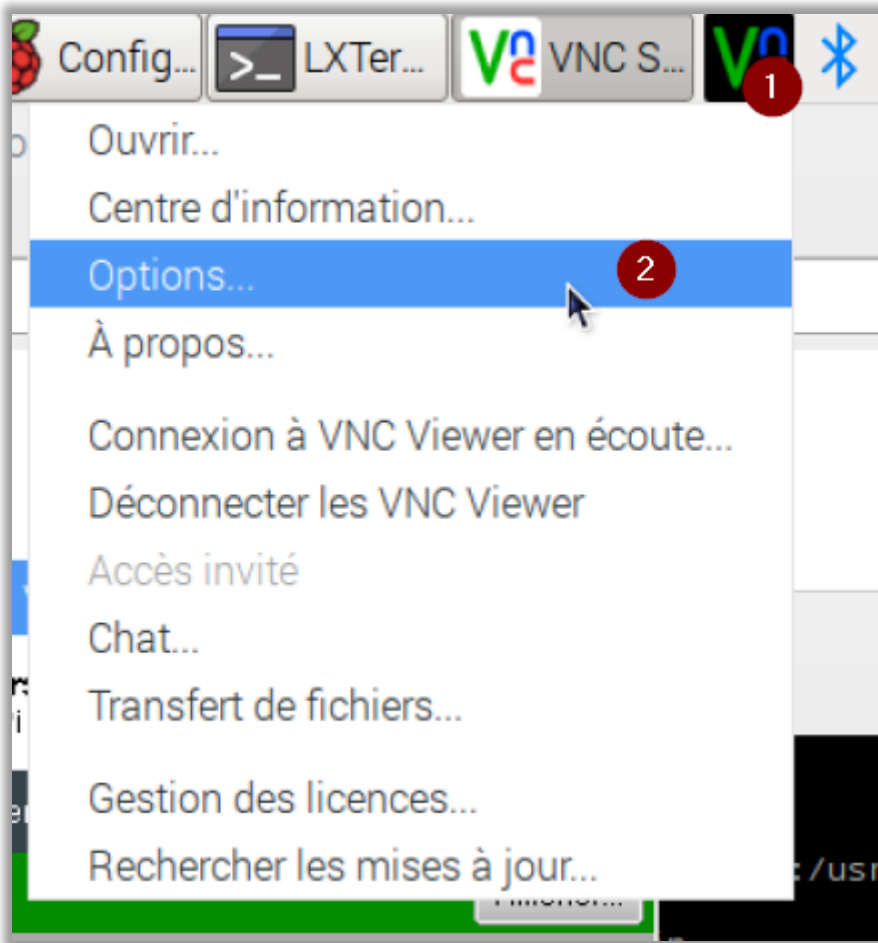 Config... LXTer... VNC S...
1
Ouvrir...
Centre d'information...
Options... 2
À propos...
Connexion à VNC Viewer en écoute...
Déconnecter les VNC Viewer
Accès invité
Chat...
Transfert de fichiers...
Gestion des licences...
Rechercher les mises à jour...
:/usr